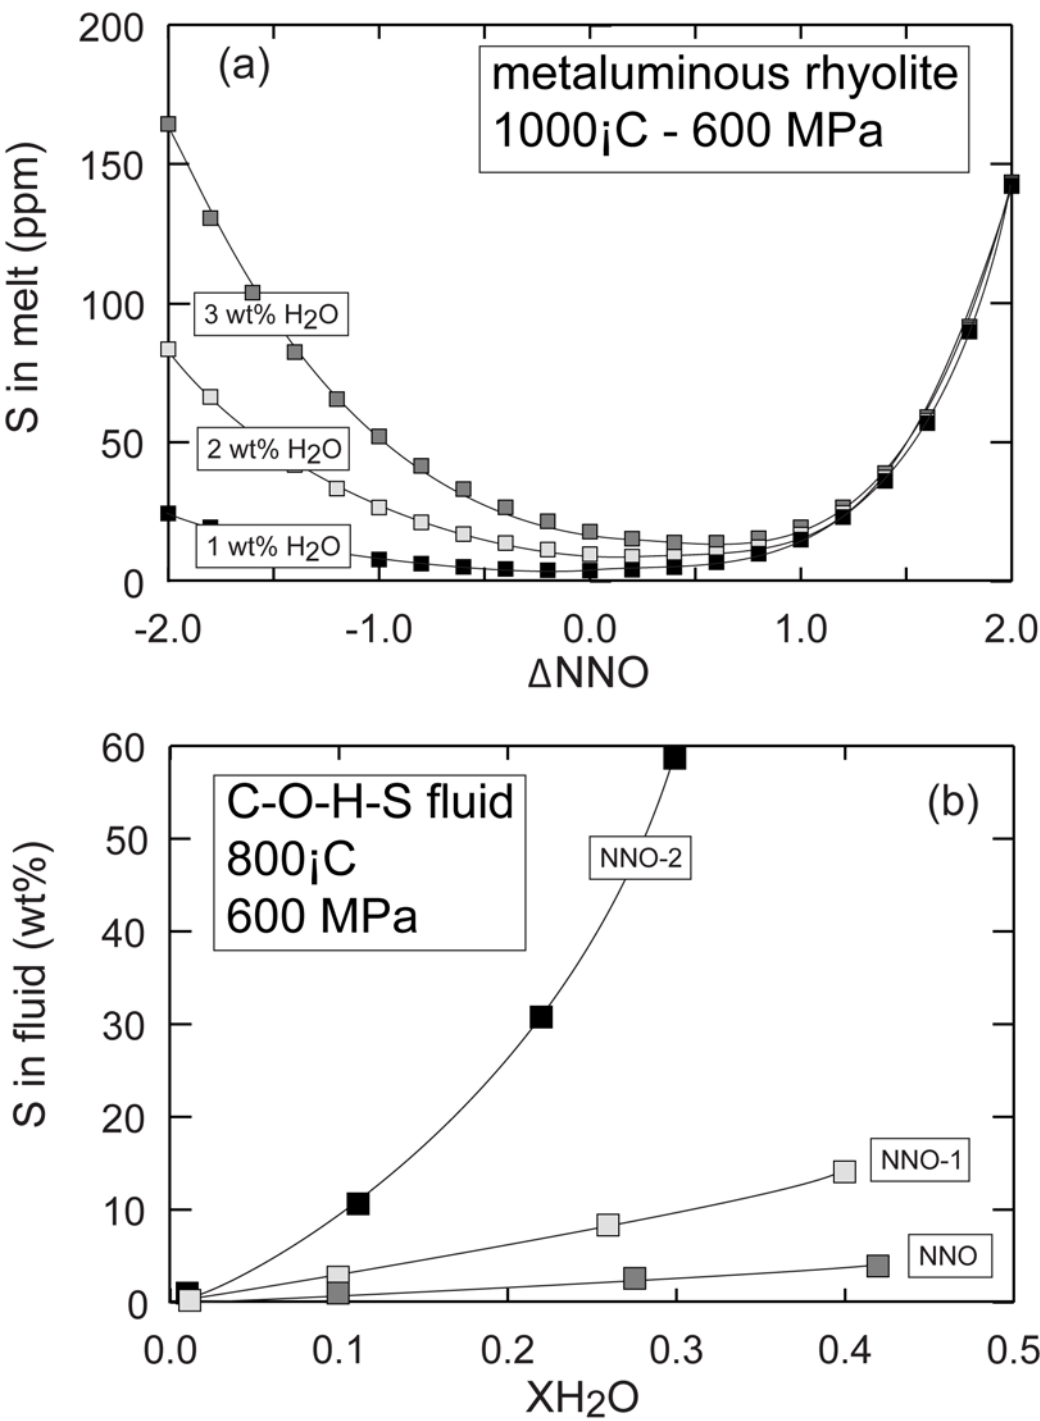 200
(a)
metaluminous rhyolite
1000¡C - 600 MPa
150
S in melt (ppm)
100
3 wt% H2O
50
2 wt% H2O
1 wt% H2O
0
-2.0 -1.0 0.0 1.0 2.0
ΔNNO
60
C-O-H-S fluid
800¡C
600 MPa
(b)
50
NNO-2
S in fluid (wt%)
40
30
20
NNO-1
10
NNO
0
0.0 0.1 0.2 0.3 0.4 0.5
XH2O